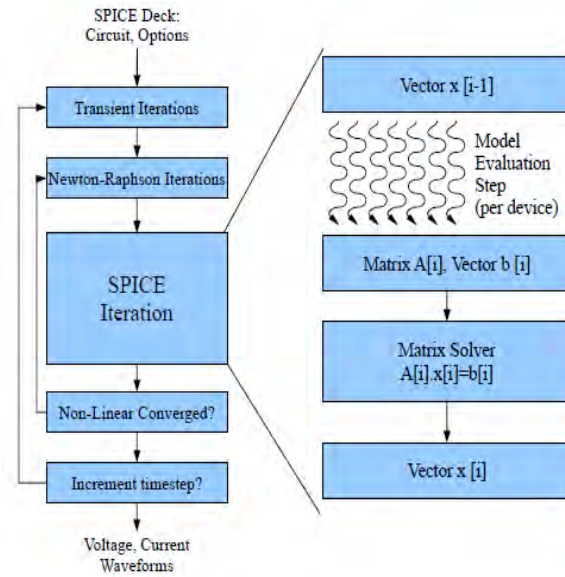 SPICE Deck:
Circuit, Options
Transient Iterations
Newton-Raphson Iterations
SPICE
Iteration
Non-Linear Converged?
Increment timestep?
Voltage, Current
Waveforms
Vector x [i-1]
Model
Evaluation
Step
(per device)
Matrix A[i], Vector b [i]
Matrix Solver
A[i].x[i]=b[i]
Vector x [i]